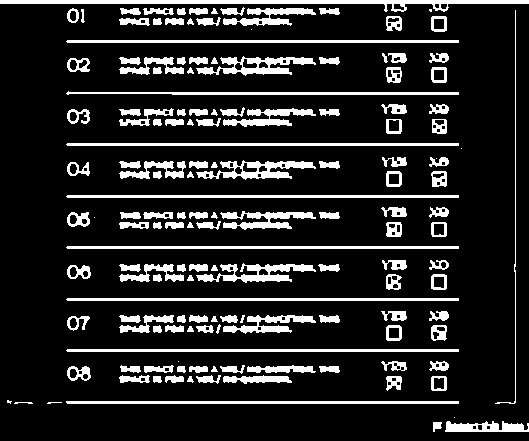 01
THIS SPACE IS FOR A YES / NO-QUESTION. THIS
SPACE IS FOR A YES / NO-QUESTION.
YES NO
02
THIS SPACE IS FOR A YES / NO-QUESTION. THIS
SPACE IS FOR A YES / NO-QUESTION.
YES NO
03
THIS SPACE IS FOR A YES / NO-QUESTION. THIS
SPACE IS FOR A YES / NO-QUESTION.
YES NO
04
THIS SPACE IS FOR A YES / NO-QUESTION. THIS
SPACE IS FOR A YES / NO-QUESTION.
YES NO
05
THIS SPACE IS FOR A YES / NO-QUESTION. THIS
SPACE IS FOR A YES / NO-QUESTION.
YES NO
06
THIS SPACE IS FOR A YES / NO-QUESTION. THIS
SPACE IS FOR A YES / NO-QUESTION.
YES NO
07
THIS SPACE IS FOR A YES / NO-QUESTION. THIS
SPACE IS FOR A YES / NO-QUESTION.
YES NO
08
THIS SPACE IS FOR A YES / NO-QUESTION. THIS
SPACE IS FOR A YES / NO-QUESTION.
YES NO